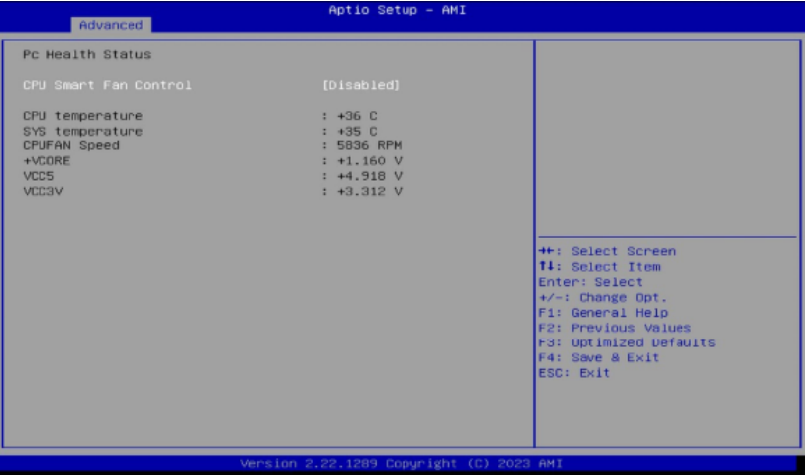 Aptio Setup - AMI
Advanced
Pc Health Status
CPU Smart Fan Control [Disabled]
CPU temperature : +36 C
SYS temperature : +35 C
CPUFAN Speed : 5836 RPM
+VCORE : +1.160 V
VCC5 : +4.918 V
VCC3V : +3.312 V
→←: Select Screen
↑↓: Select Item
Enter: Select
+/-: Change Opt.
F1: General Help
F2: Previous Values
F3: Optimized Defaults
F4: Save & Exit
ESC: Exit
Version 2.22.1289 Copyright (C) 2023 AMI